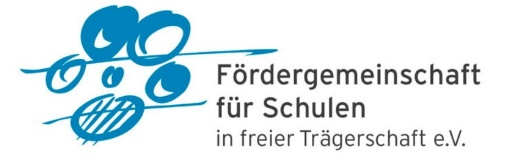 Fördergemeinschaft
für Schulen
in freier Trägerschaft e.V.